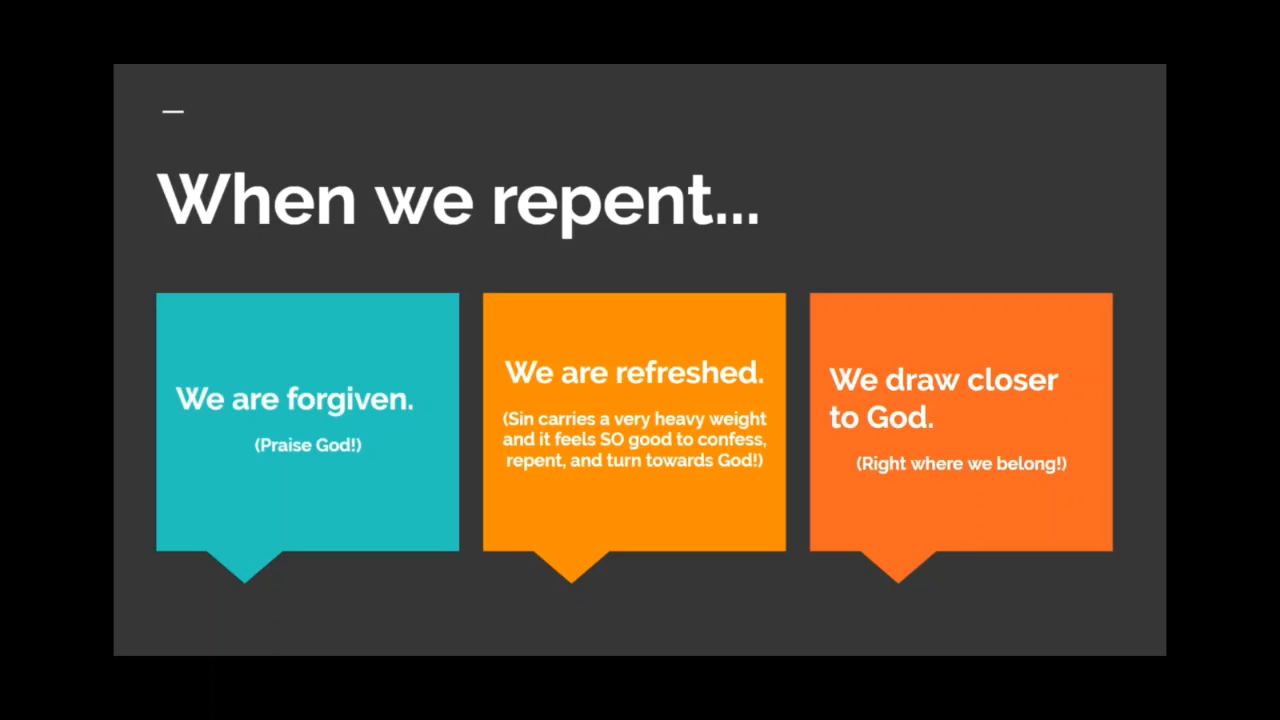 When we repent...
We are forgiven.
(Praise God!)
We are refreshed.
(Sin carries a very heavy weight
and it feels SO good to confess,
repent, and turn towards God!)
We draw closer
to God.
(Right where we belong!)